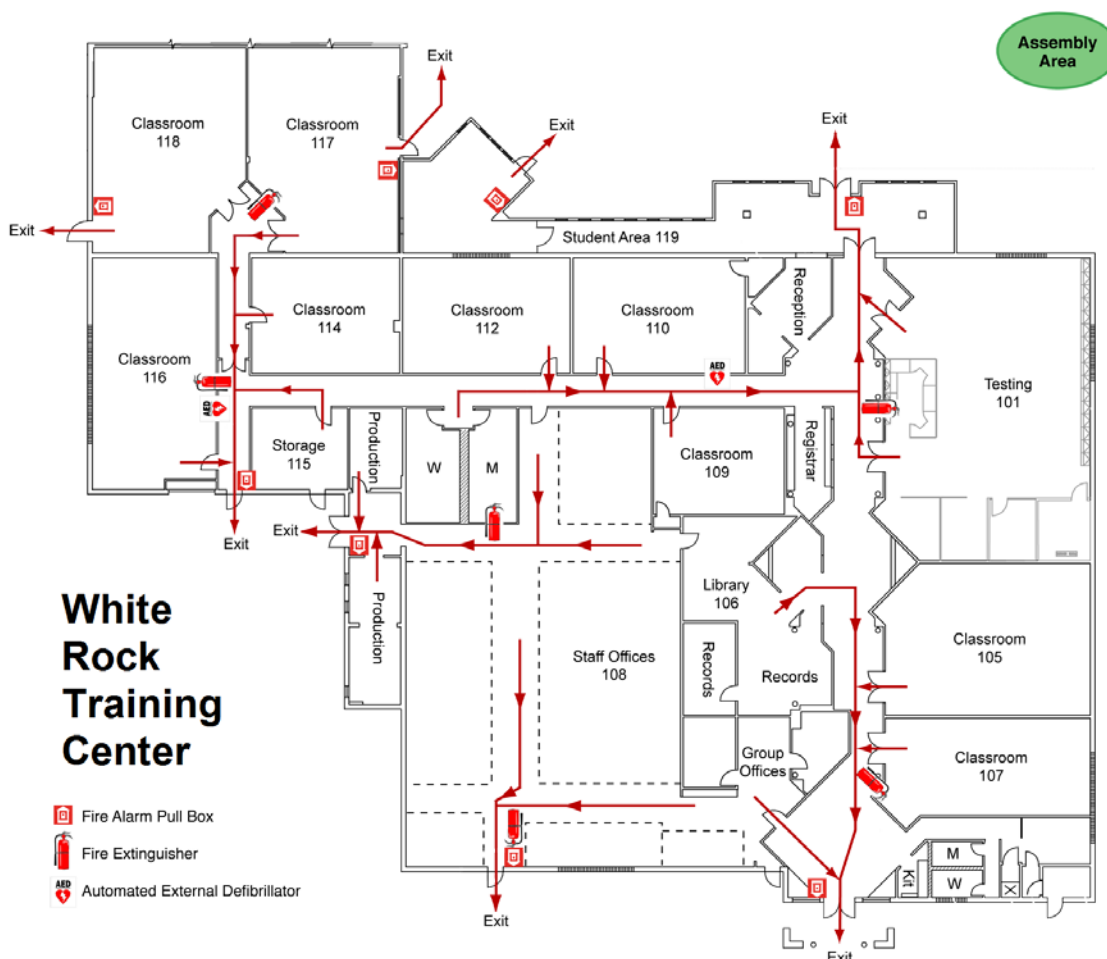 Assembly
Area
Exit
Classroom
118
Classroom
117
Exit
Exit
Exit
Student Area 119
Classroom
114
Classroom
112
Classroom
110
Reception
Classroom
116
AED
AED
Testing
101
Storage
115
Production
W
M
Classroom
109
Registrar
Exit
Exit
Library
106
Production
Records
Staff Offices
108
Records
Classroom
105
Group
Offices
Classroom
107
Kit
M
W
X
Exit
Exit
White
Rock
Training
Center
Fire Alarm Pull Box
Fire Extinguisher
AED
Automated External Defibrillator